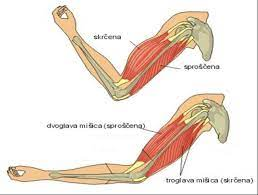 skrčena
sproščena
dvoglava mišica (sproščena)
troglava mišica (skrčena)